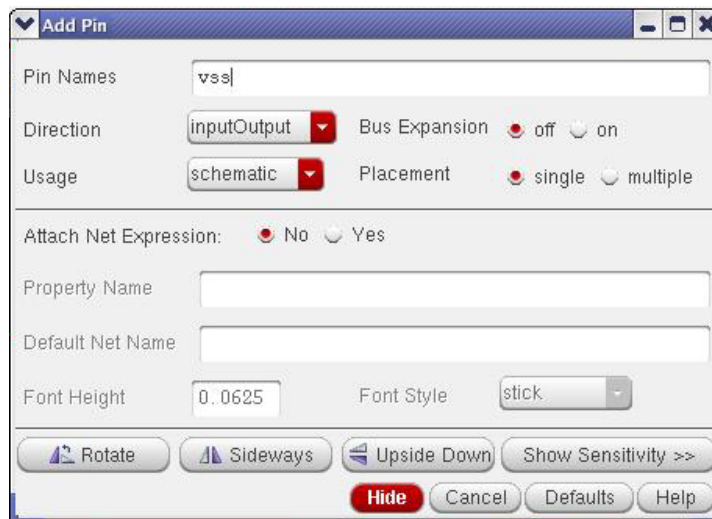 Add Pin
Pin Names vss
Direction inputOutput Bus Expansion off on
Usage schematic Placement single multiple
Attach Net Expression: No Yes
Property Name
Default Net Name
Font Height 0.0625 Font Style stick
Rotate Sideways Upside Down Show Sensitivity >>
Hide Cancel Defaults Help